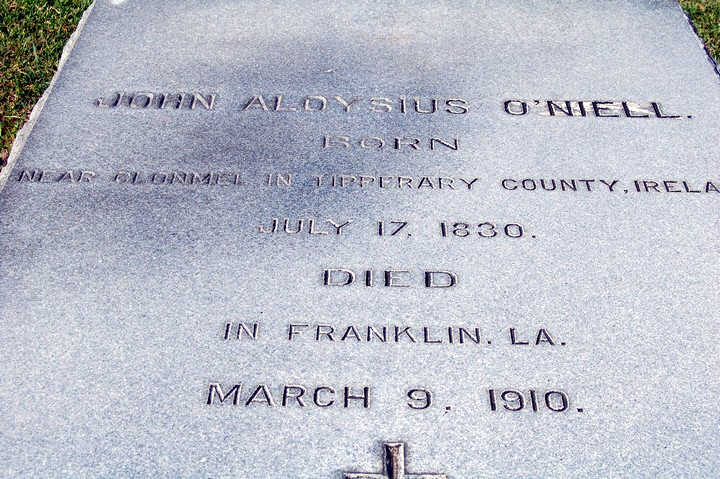 JOHN ALOYSIUS O'NIELL.
BORN
NEAR CLONMEL IN TIPPERARY COUNTY, IRELA
JULY 17, 1830.
DIED
IN FRANKLIN, LA.
MARCH 9, 1910.